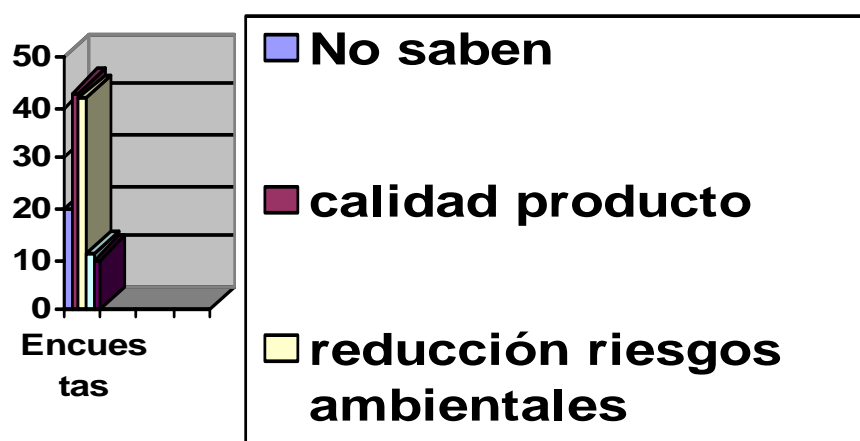 50
40
30
20
10
0
Encues
tas
No saben
calidad producto
reducción riesgos
ambientales